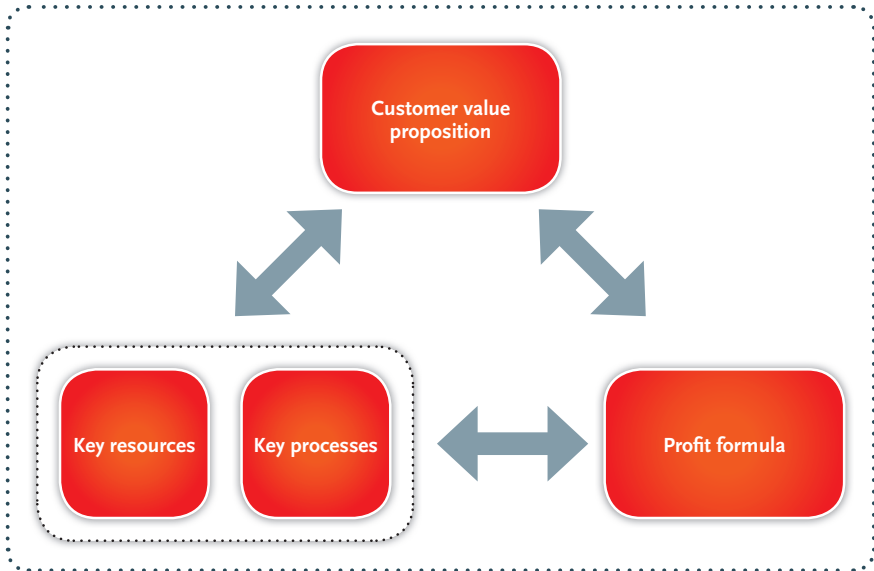 Customer value
proposition
Key resources
Key processes
Profit formula